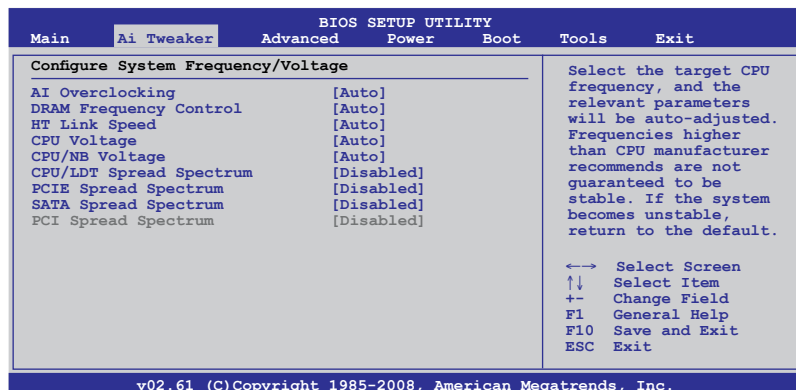 BIOS SETUP UTILITY
Main Ai Tweaker Advanced Power Boot Tools Exit
Configure System Frequency/Voltage
AI Overclocking [Auto]
DRAM Frequency Control [Auto]
HT Link Speed [Auto]
CPU Voltage [Auto]
CPU/NB Voltage [Auto]
CPU/LDT Spread Spectrum [Disabled]
PCIE Spread Spectrum [Disabled]
SATA Spread Spectrum [Disabled]
PCI Spread Spectrum [Disabled]
Select the target CPU
frequency, and the
relevant parameters
will be auto-adjusted.
Frequencies higher
than CPU manufacturer
recommends are not
guaranteed to be
stable. If the system
becomes unstable,
return to the default.
←→ Select Screen
↑↓ Select Item
+- Change Field
F1 General Help
F10 Save and Exit
ESC Exit
v02.61 (C)Copyright 1985-2008, American Megatrends, Inc.